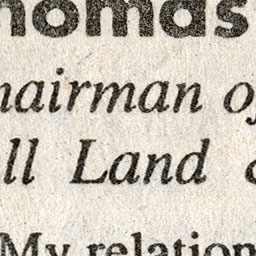 homas
hairman of
ll Land
My relation